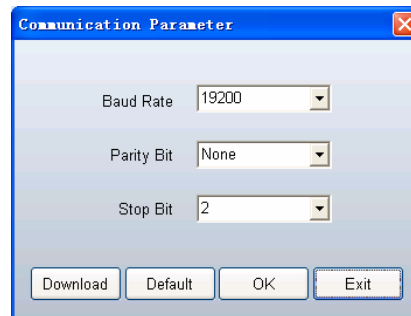 Communication Parameter
Baud Rate 19200
Parity Bit None
Stop Bit 2
Download Default OK Exit